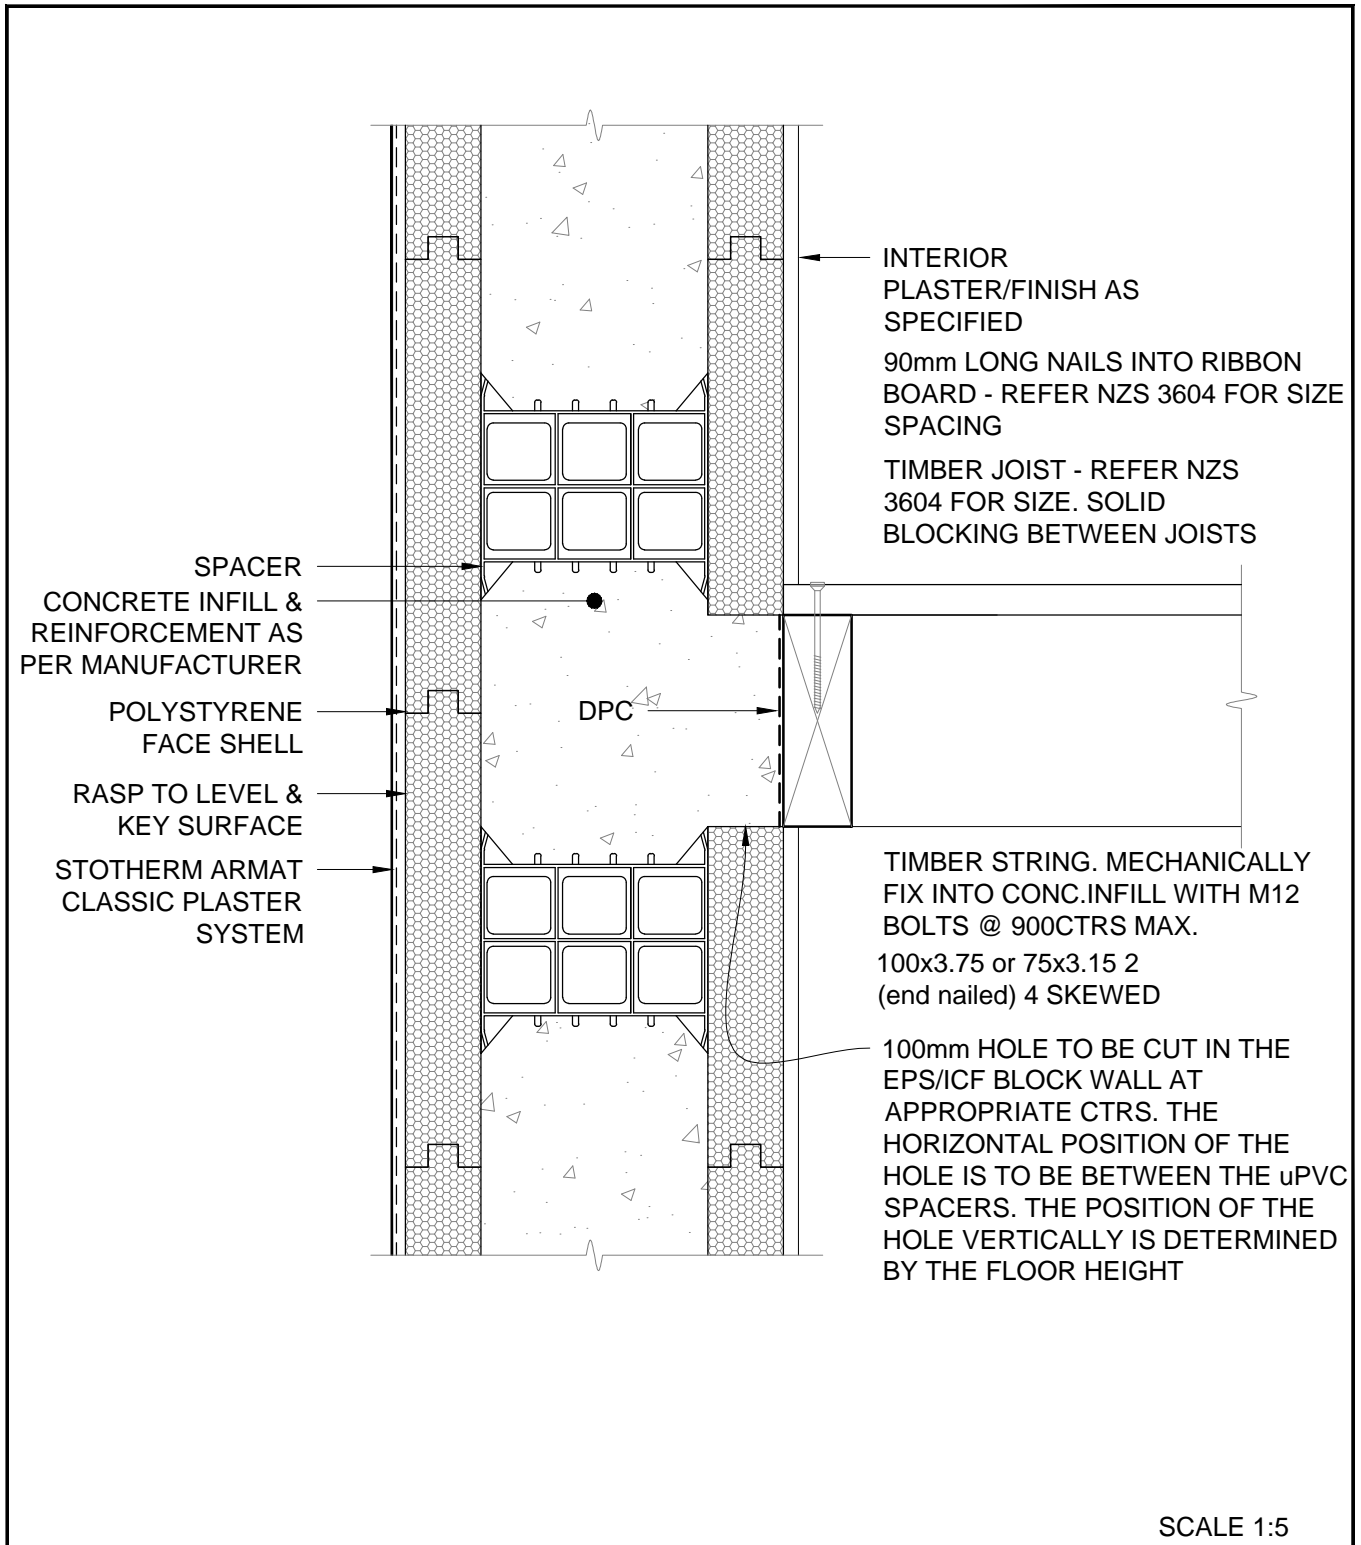 INTERIOR
PLASTER/FINISH AS
SPECIFIED
90mm LONG NAILS INTO RIBBON
BOARD - REFER NZS 3604 FOR SIZE
SPACING
TIMBER JOIST - REFER NZS
3604 FOR SIZE. SOLID
BLOCKING BETWEEN JOISTS
SPACER
CONCRETE INFILL &
REINFORCEMENT AS
PER MANUFACTURER
POLYSTYRENE
FACE SHELL
RASP TO LEVEL &
KEY SURFACE
STOTHERM ARMAT
CLASSIC PLASTER
SYSTEM
DPC
TIMBER STRING. MECHANICALLY
FIX INTO CONC.INFILL WITH M12
BOLTS @ 900CTRS MAX.
100x3.75 or 75x3.15 2
(end nailed) 4 SKEWED
100mm HOLE TO BE CUT IN THE
EPS/ICF BLOCK WALL AT
APPROPRIATE CTRS. THE
HORIZONTAL POSITION OF THE
HOLE IS TO BE BETWEEN THE uPVC
SPACERS. THE POSITION OF THE
HOLE VERTICALLY IS DETERMINED
BY THE FLOOR HEIGHT
SCALE 1:5